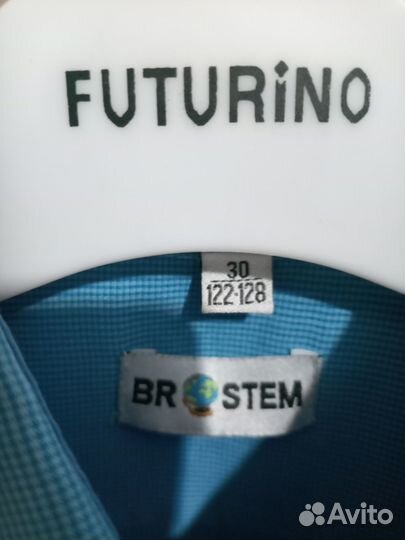 FUTURiNO
30
122-128
BR STEM
Avito